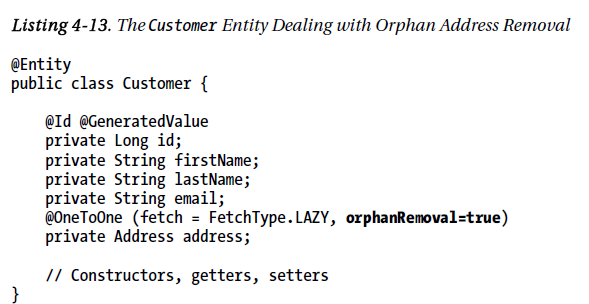 Listing 4-13. The Customer Entity Dealing with Orphan Address Removal
@Entity
public class Customer {
@Id @GeneratedValue
private Long id;
private String firstName;
private String lastName;
private String email;
@OneToOne (fetch = FetchType.LAZY, orphanRemoval=true)
private Address address;
// Constructors, getters, setters
}